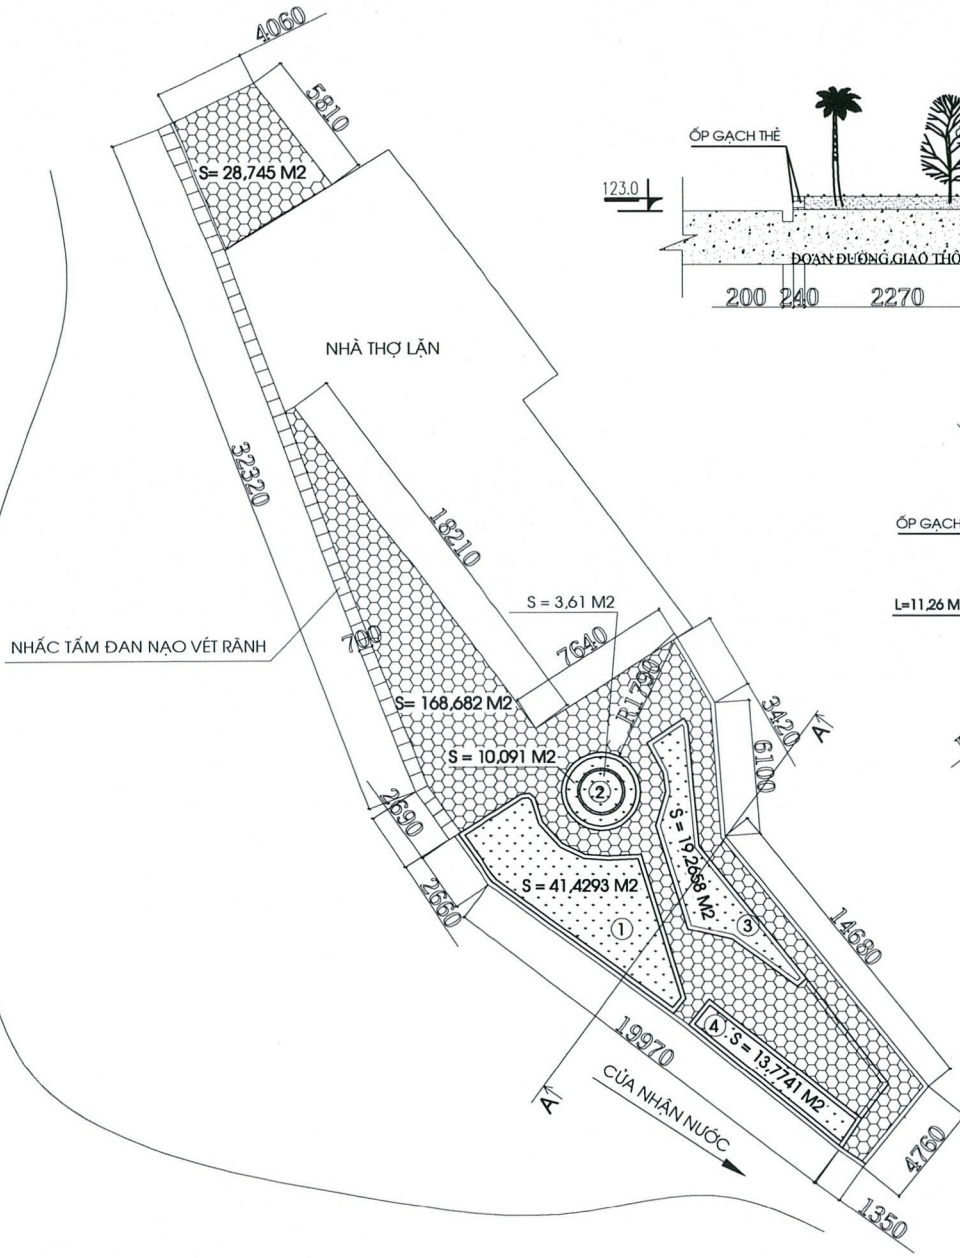 4060
5810
S= 28,745 M2
ỐP GẠCH THẺ
123.0
ĐOẠN ĐƯỜNG GIAO THÔ
200 240 2270
NHÀ THỢ LẶN
32320
18210
ỐP GẠCH
L=11,26 M
S = 3,61 M2
NHẤC TẤM ĐAN NẠO VÉT RÃNH
700
7640
R1790
S= 168,682 M2
3420
A
6100
S = 10,091 M2
2
2690
S = 19,2658 M2
S = 41,4293 M2
2660
1
3
14680
19970
4
S = 13,7741 M2
CỬA NHẬN NƯỚC
A
4760
1350